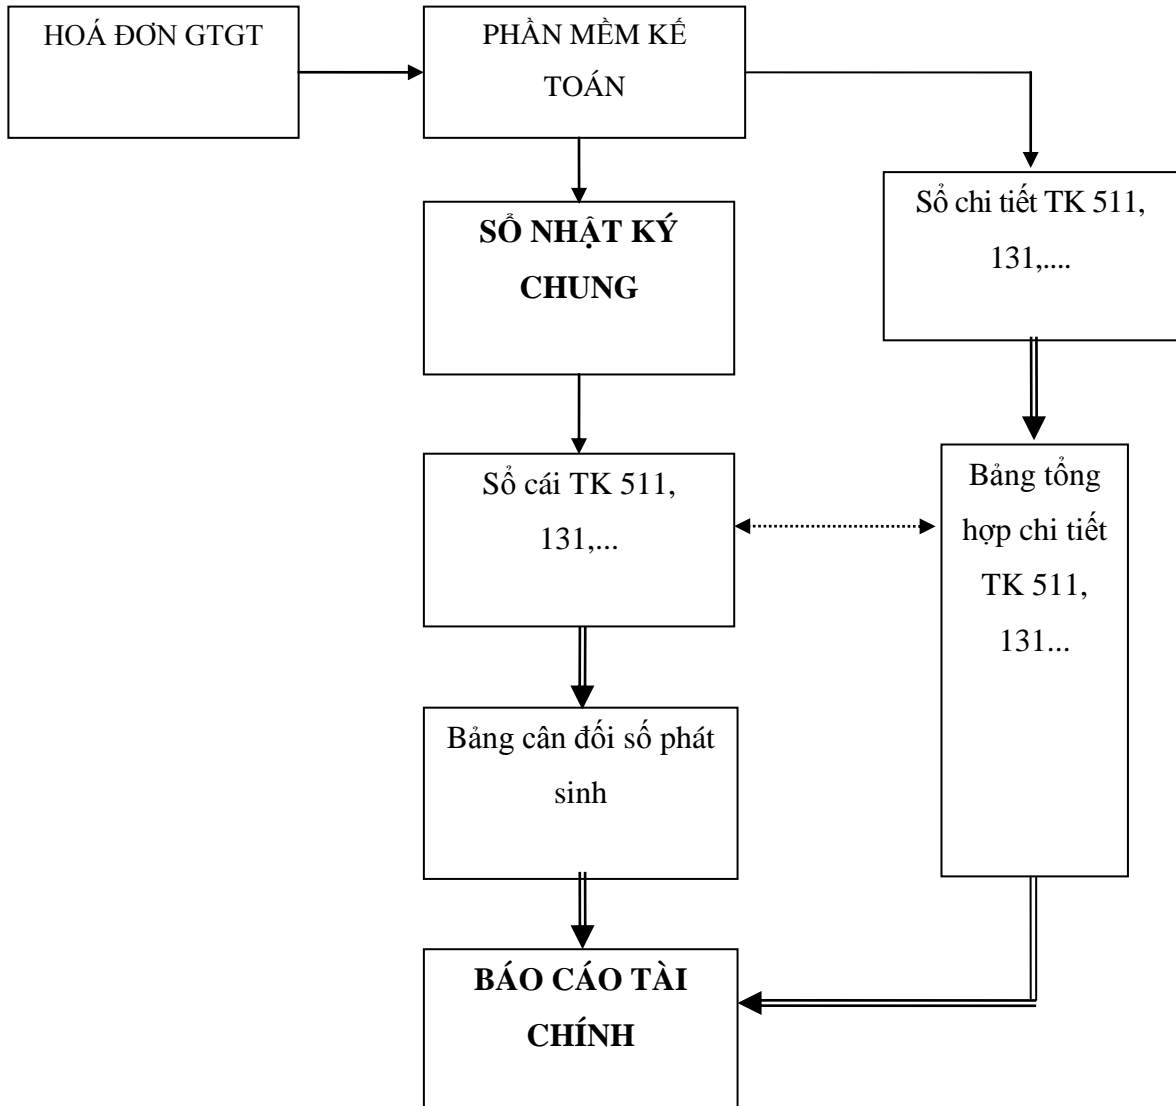 HOÁ ĐƠN GTGT
PHẦN MỀM KẾ
TOÁN
Sổ chi tiết TK 511,
131,....
SỔ NHẬT KÝ
CHUNG
Sổ cái TK 511,
131,...
Bảng tổng
hợp chi tiết
TK 511,
131...
Bảng cân đối số phát
sinh
BÁO CÁO TÀI
CHÍNH